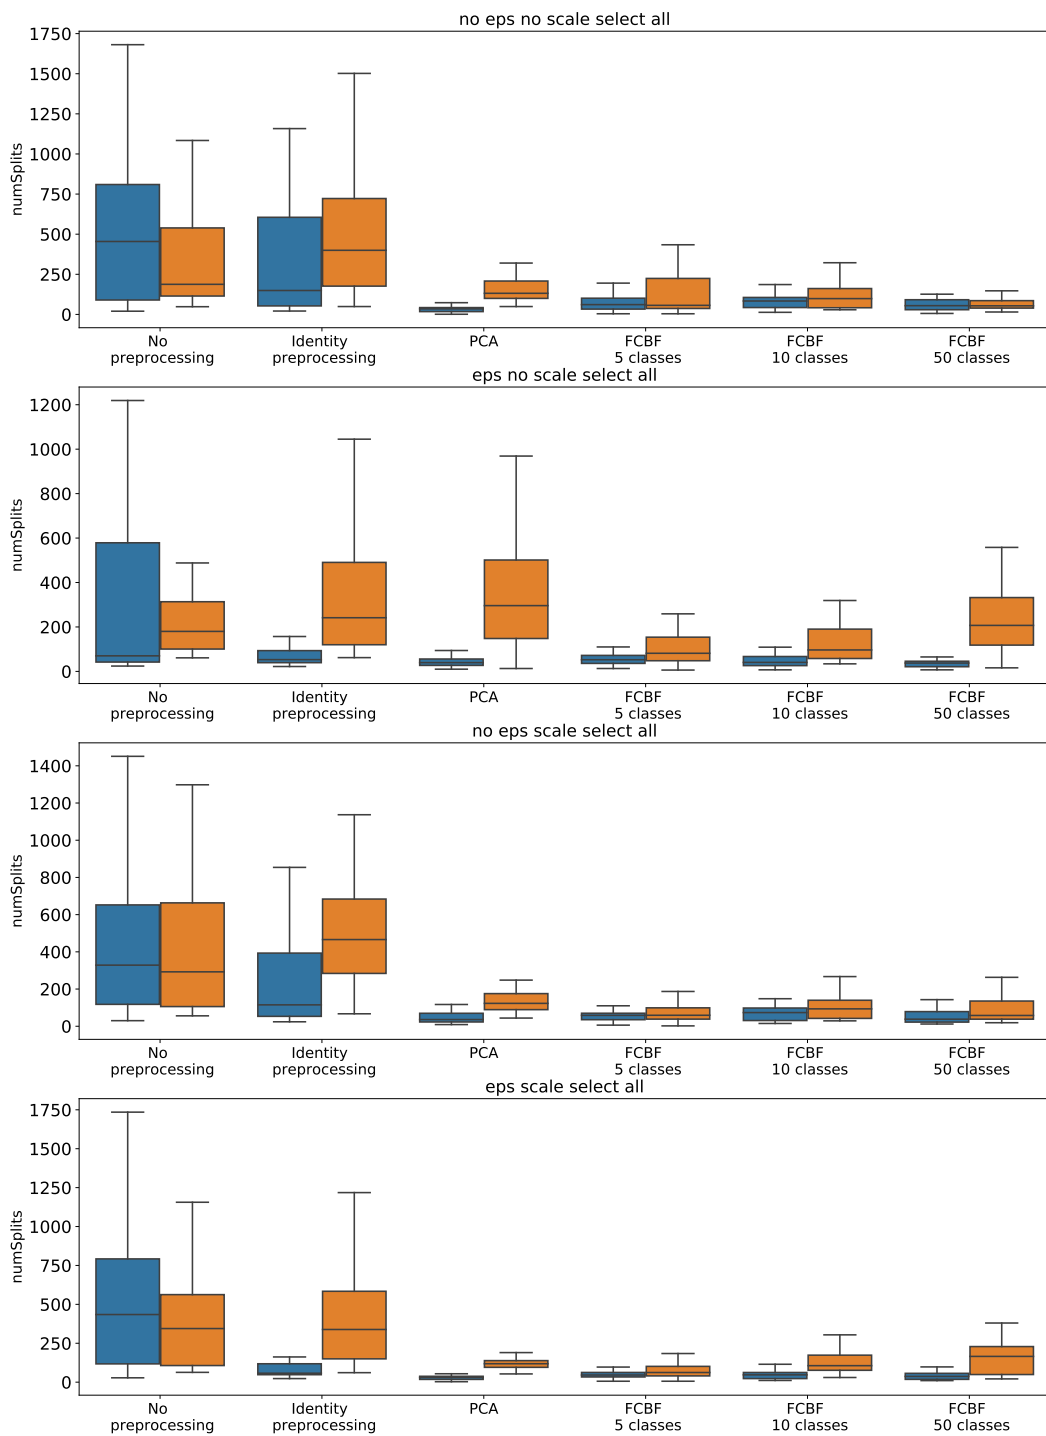 no eps no scale select all
1750
1500
1250
1000
750
500
250
0
numSplits
No preprocessing
Identity preprocessing
PCA
FCBF 5 classes
FCBF 10 classes
FCBF 50 classes
eps no scale select all
1200
1000
800
600
400
200
0
numSplits
No preprocessing
Identity preprocessing
PCA
FCBF 5 classes
FCBF 10 classes
FCBF 50 classes
no eps scale select all
1400
1200
1000
800
600
400
200
0
numSplits
No preprocessing
Identity preprocessing
PCA
FCBF 5 classes
FCBF 10 classes
FCBF 50 classes
eps scale select all
1750
1500
1250
1000
750
500
250
0
numSplits
No preprocessing
Identity preprocessing
PCA
FCBF 5 classes
FCBF 10 classes
FCBF 50 classes